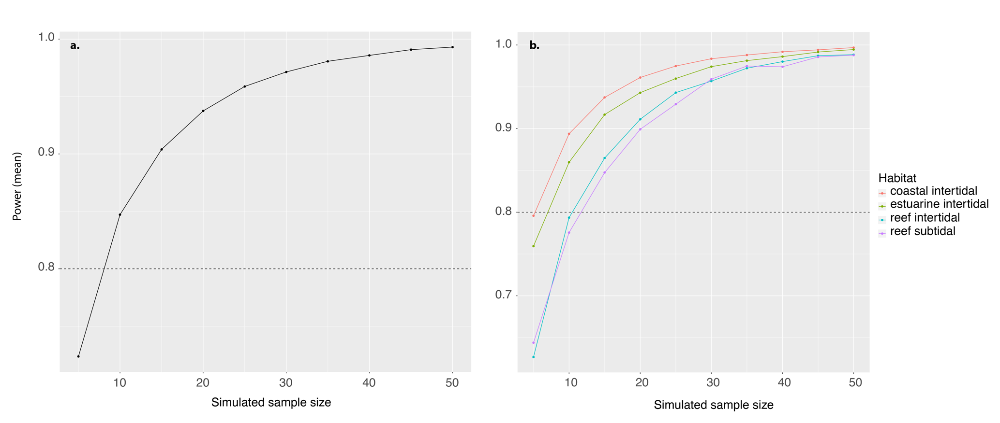 a.
1.0
0.9
0.8
Power (mean)
10 20 30 40 50
Simulated sample size
b.
1.0
0.9
0.8
0.7
10 20 30 40 50
Simulated sample size
Habitat
coastal intertidal
estuarine intertidal
reef intertidal
reef subtidal